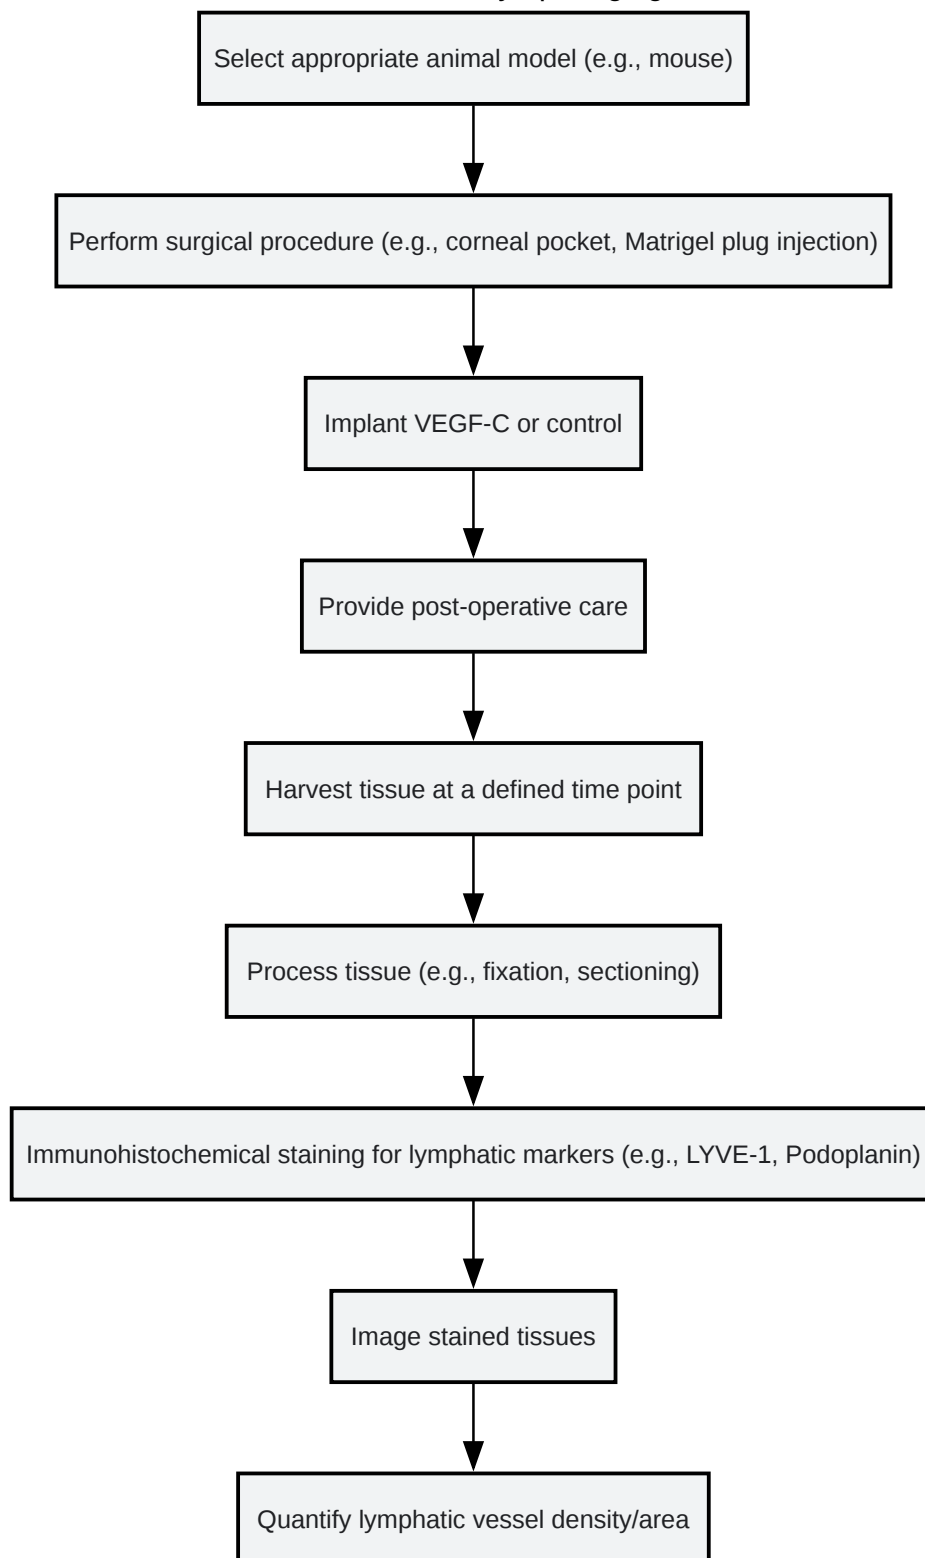 Select appropriate animal model (e.g., mouse)
Perform surgical procedure (e.g., corneal pocket, Matrigel plug injection)
Implant VEGF-C or control
Provide post-operative care
Harvest tissue at a defined time point
Process tissue (e.g., fixation, sectioning)
Immunohistochemical staining for lymphatic markers (e.g., LYVE-1, Podoplanin)
Image stained tissues
Quantify lymphatic vessel density/area